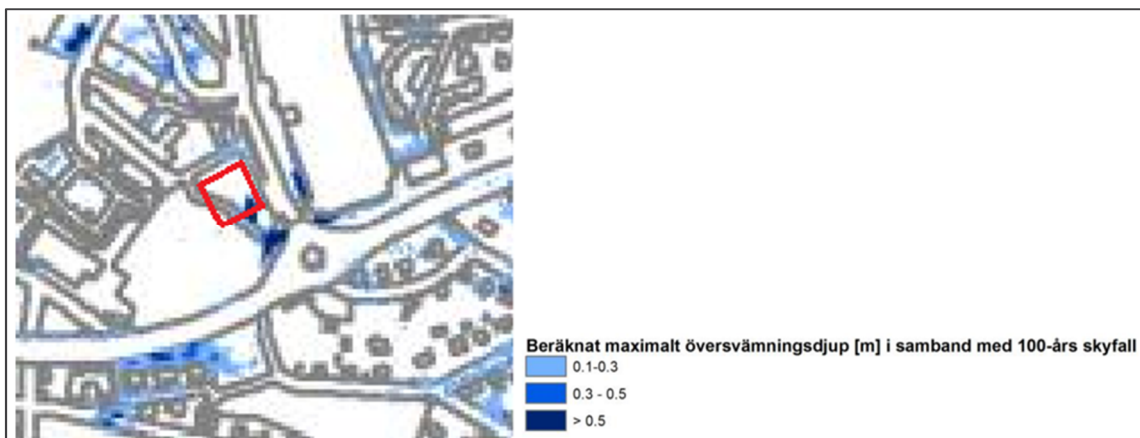 Beräknat maximalt översvämningsdjup [m] i samband med 100-års skyfall
0.1-0.3
0.3 - 0.5
> 0.5